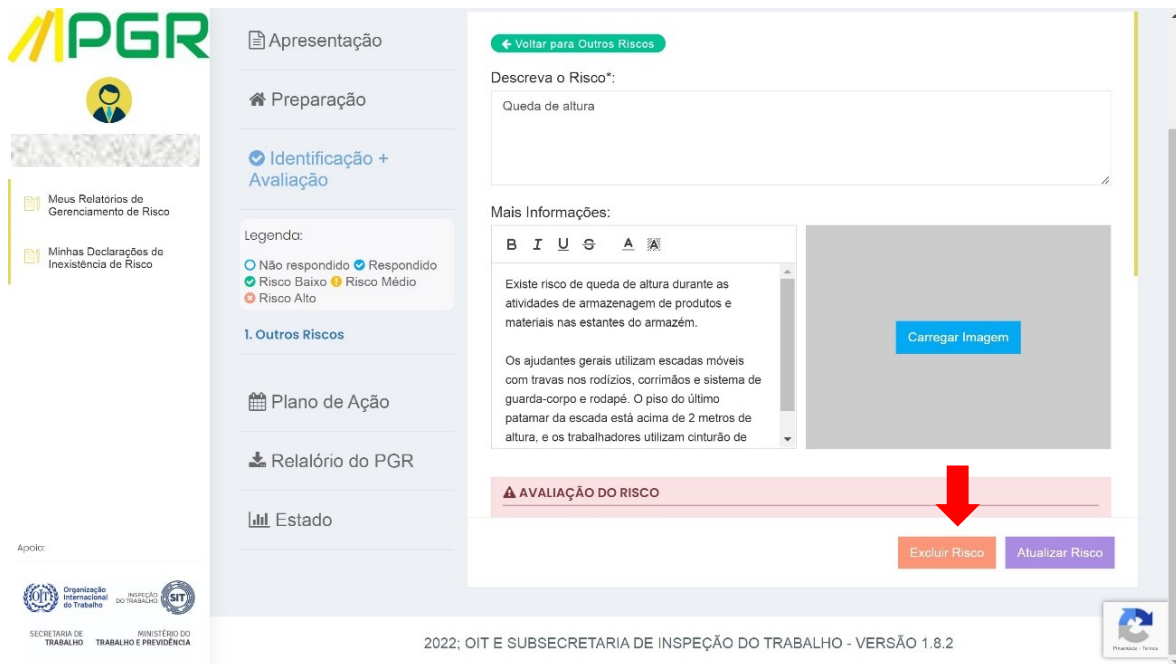 PGR
Meus Relatórios de
Gerenciamento de Risco
Minhas Declarações de
Inexistência de Risco
Apoio:
Organização
Internacional
do Trabalho
INSPEÇÃO
DO TRABALHO
SIT
SECRETARIA DE
TRABALHO
MINISTÉRIO DO
TRABALHO E PREVIDÊNCIA
Apresentação
Preparação
Identificação +
Avaliação
Legenda:
Não respondido Respondido
Risco Baixo Risco Médio
Risco Alto
1. Outros Riscos
Plano de Ação
Relalório do PGR
Estado
Voltar para Outros Riscos
Descreva o Risco*:
Queda de altura
Mais Informações:
B I U S A A
Existe risco de queda de altura durante as
atividades de armazenagem de produtos e
materiais nas estantes do armazém.
Os ajudantes gerais utilizam escadas móveis
com travas nos rodízios, corrimãos e sistema de
guarda-corpo e rodapé. O piso do último
patamar da escada está acima de 2 metros de
altura, e os trabalhadores utilizam cinturão de
Carregar Imagem
AVALIAÇÃO DO RISCO
Excluir Risco
Atualizar Risco
2022; OIT E SUBSECRETARIA DE INSPEÇÃO DO TRABALHO - VERSÃO 1.8.2
Privacidade - Termos